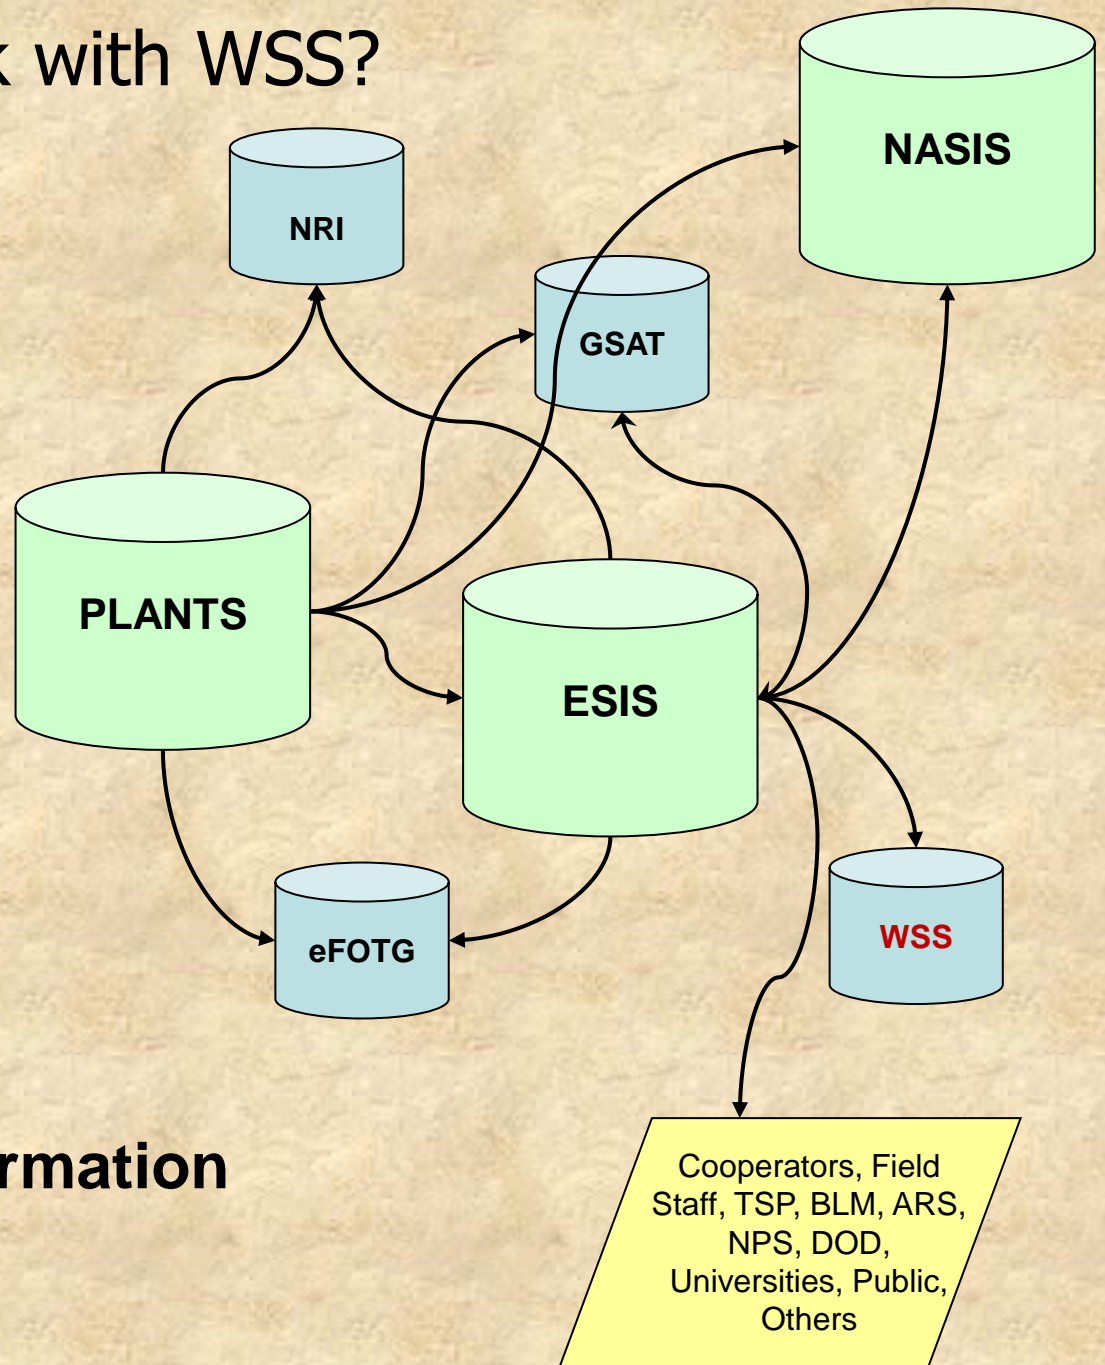 k with WSS?
NASIS
NRI
GSAT
PLANTS
ESIS
eFOTG
WSS
rmation
Cooperators, Field
Staff, TSP, BLM, ARS,
NPS, DOD,
Universities, Public,
Others